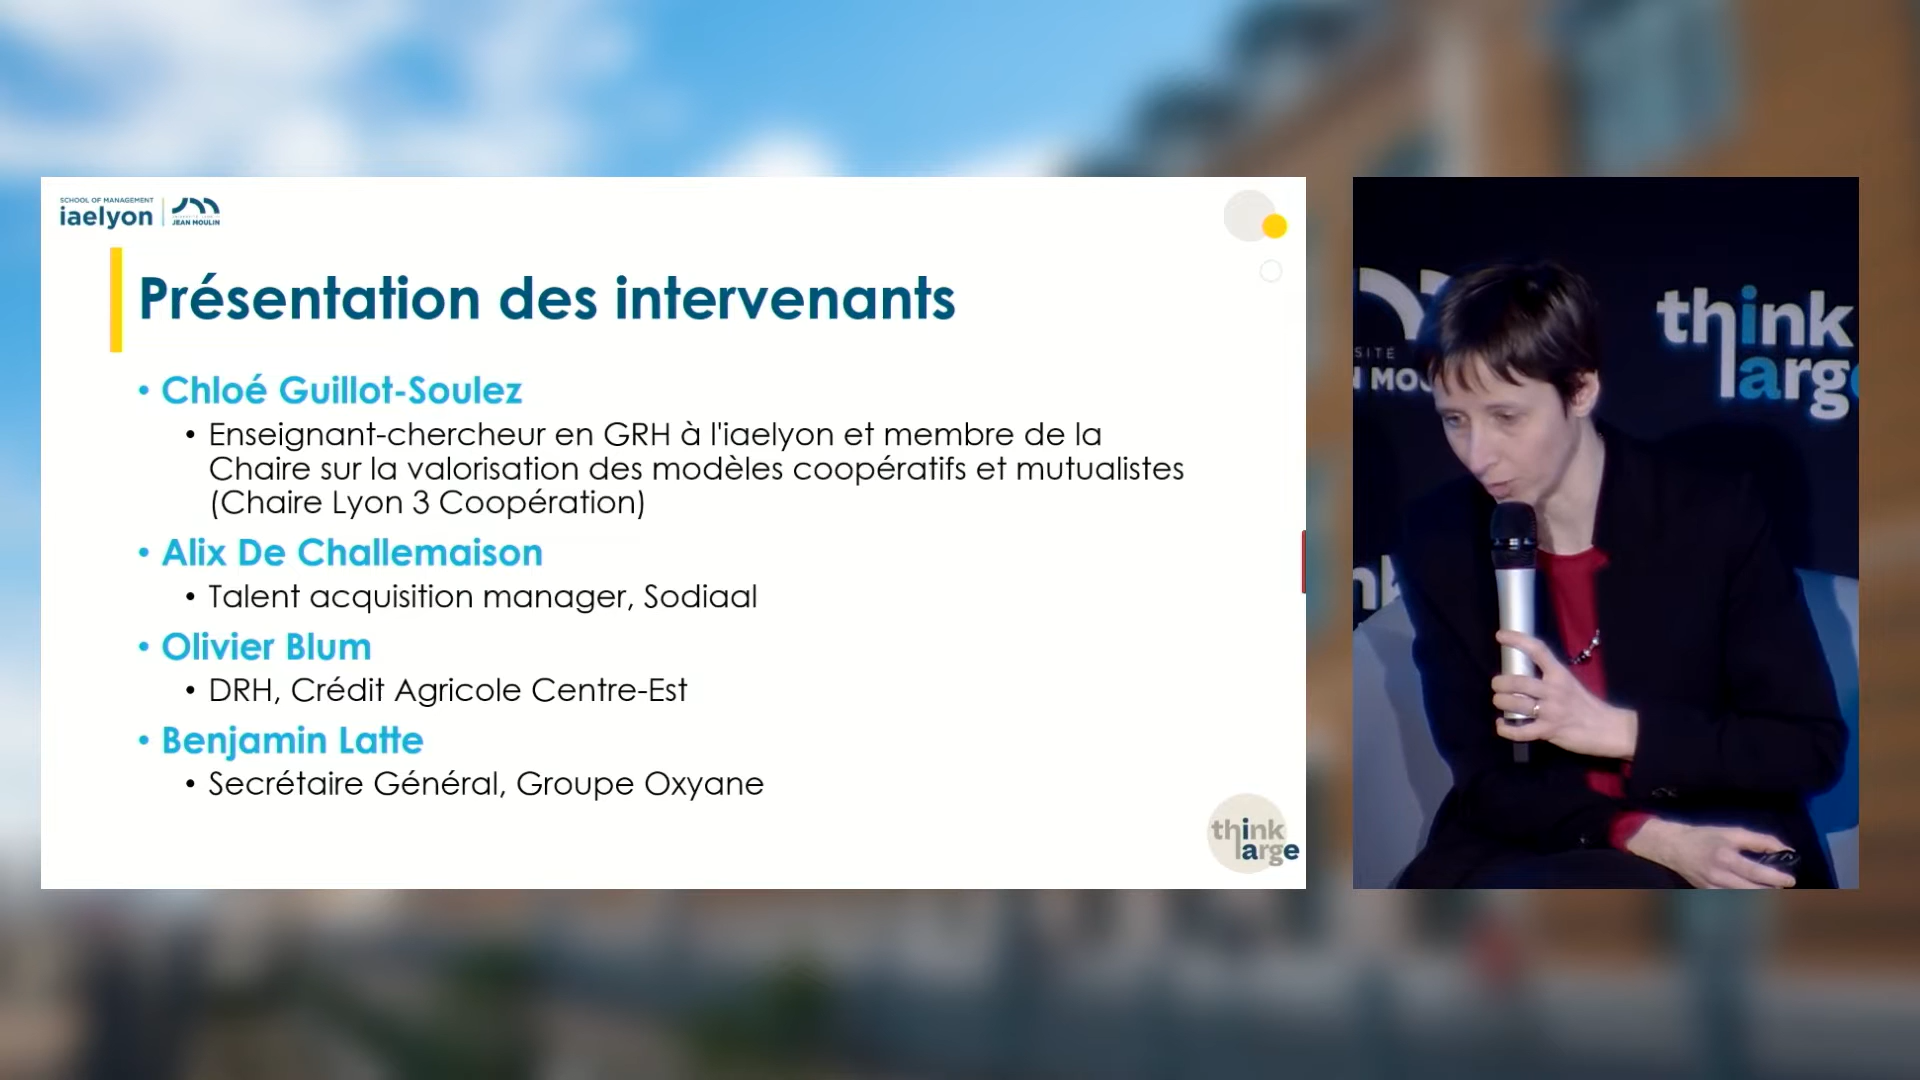 SCHOOL OF MANAGEMENT
iaelyon
JEAN MOULIN
Présentation des intervenants
• Chloé Guillot-Soulez
• Enseignant-chercheur en GRH à l'iaelyon et membre de la
Chaire sur la valorisation des modèles coopératifs et mutualistes
(Chaire Lyon 3 Coopération)
• Alix De Challemaison
• Talent acquisition manager, Sodiaal
• Olivier Blum
• DRH, Crédit Agricole Centre-Est
• Benjamin Latte
• Secrétaire Général, Groupe Oxyane
think
large
think
large